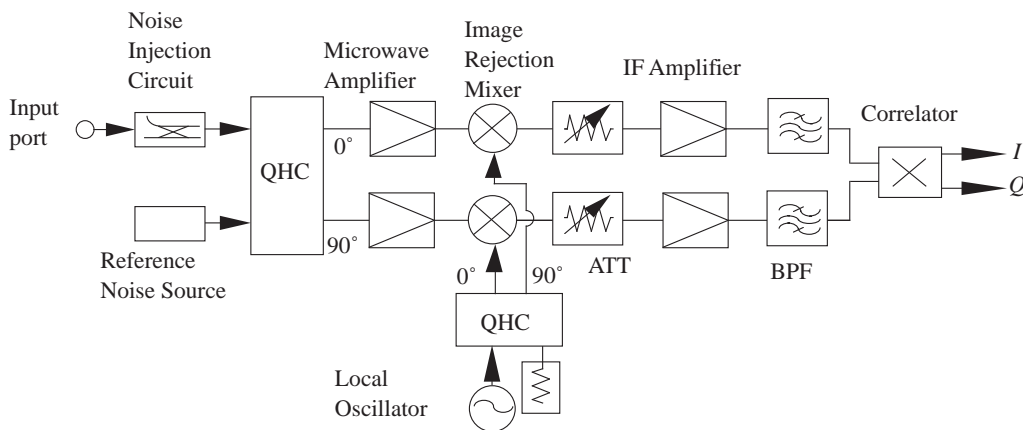 Noise
Injection
Circuit
Input
port
Microwave
Amplifier
Image
Rejection
Mixer
IF Amplifier
Correlator
QHC
0°
90°
I
Q
Reference
Noise Source
0°
90°
ATT
BPF
QHC
Local
Oscillator